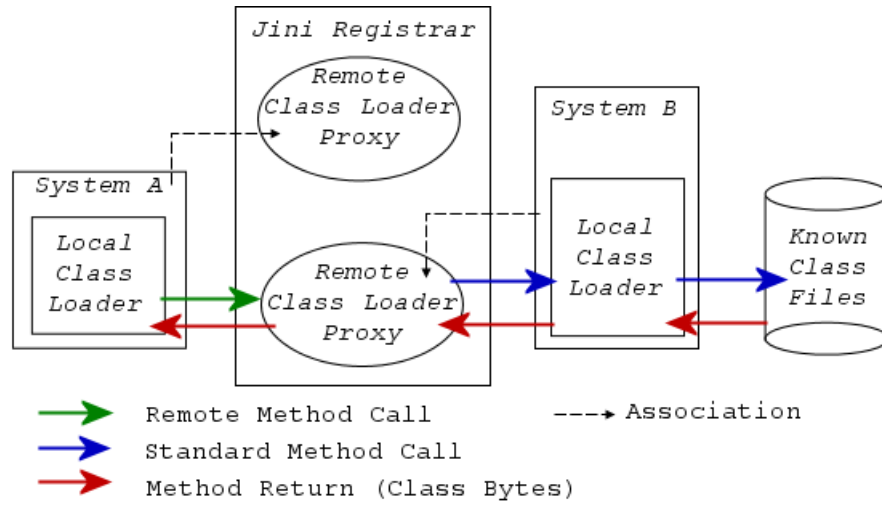 Jini Registrar
Remote
Class Loader
Proxy
System B
System A
Local
Class
Loader
Remote
Class Loader
Proxy
Local
Class
Loader
Known
Class
Files
Remote Method Call
Association
Standard Method Call
Method Return (Class Bytes)